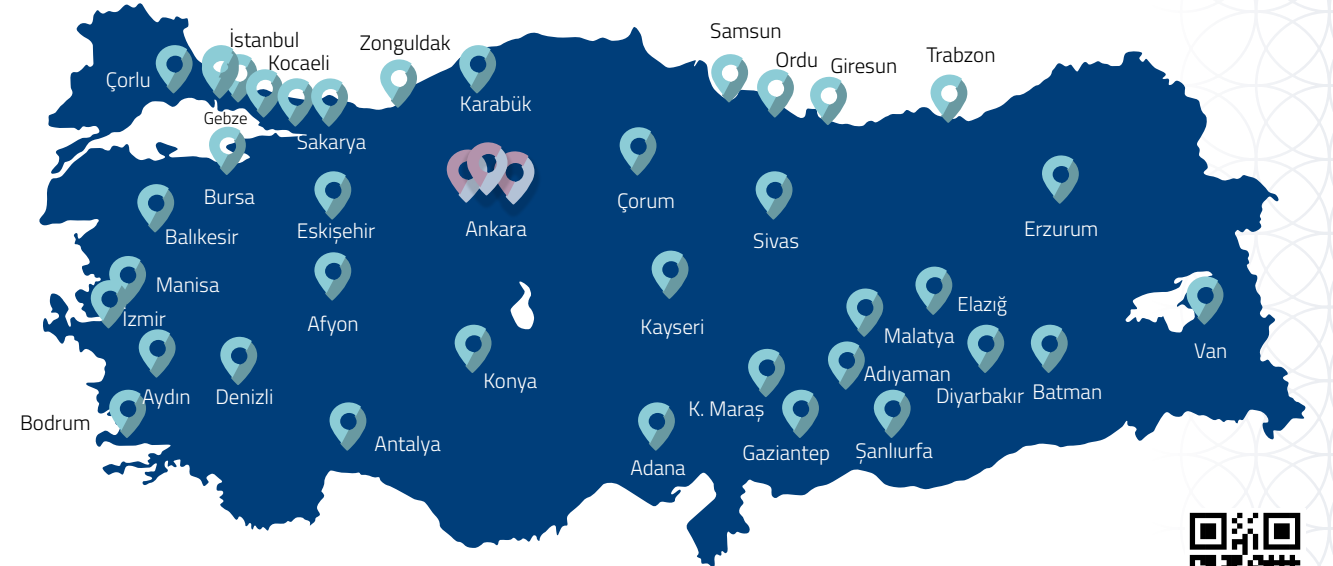 İstanbul
Zonguldak
Samsun
Kocaeli
Ordu
Giresun
Trabzon
Çorlu
Karabük
Gebze
Sakarya
Bursa
Balıkesir
Eskişehir
Ankara
Çorum
Sivas
Erzurum
Manisa
İzmir
Afyon
Kayseri
Elazığ
Malatya
Van
Konya
Adıyaman
Aydın
Denizli
Diyarbakır
Batman
Bodrum
K. Maraş
Antalya
Adana
Gaziantep
Şanlıurfa